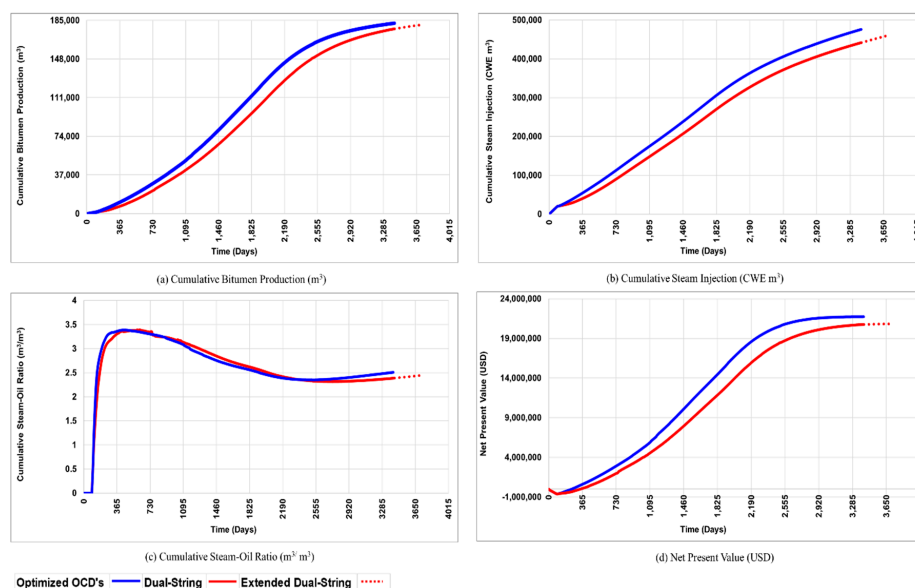 185,000
148,000
111,000
74,000
37,000
0
Cumulative Bitumen Production (m³)
0 365 730 1,095 1,460 1,825 2,190 2,555 2,920 3,285 3,650 4,015
Time (Days)
(a) Cumulative Bitumen Production (m³)
500,000
400,000
300,000
200,000
100,000
0
Cumulative Steam Injection (CWE m³)
0 365 730 1,095 1,460 1,825 2,190 2,555 2,920 3,285 3,650
Time (Days)
(b) Cumulative Steam Injection (CWE m³)
4
3.5
3
2.5
2
1.5
1
0.5
0
Cumulative Steam-Oil Ratio (m³/m³)
0 365 730 1095 1460 1825 2190 2555 2920 3285 3650 4015
Time (Days)
(c) Cumulative Steam-Oil Ratio (m³/ m³)
24,000,000
19,000,000
14,000,000
9,000,000
4,000,000
-1,000,000
Net Present Value (USD)
0 365 730 1,095 1,460 1,825 2,190 2,555 2,920 3,285 3,650
Time (Days)
(d) Net Present Value (USD)
Optimized OCD's Dual-String Extended Dual-String